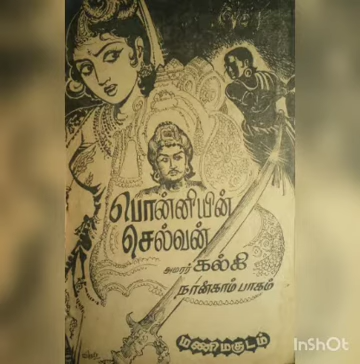 பொன்னியின்
செல்வன்
அமரர் கல்கி
நான்காம் பாகம்
மணிமகுடம்
InShOt